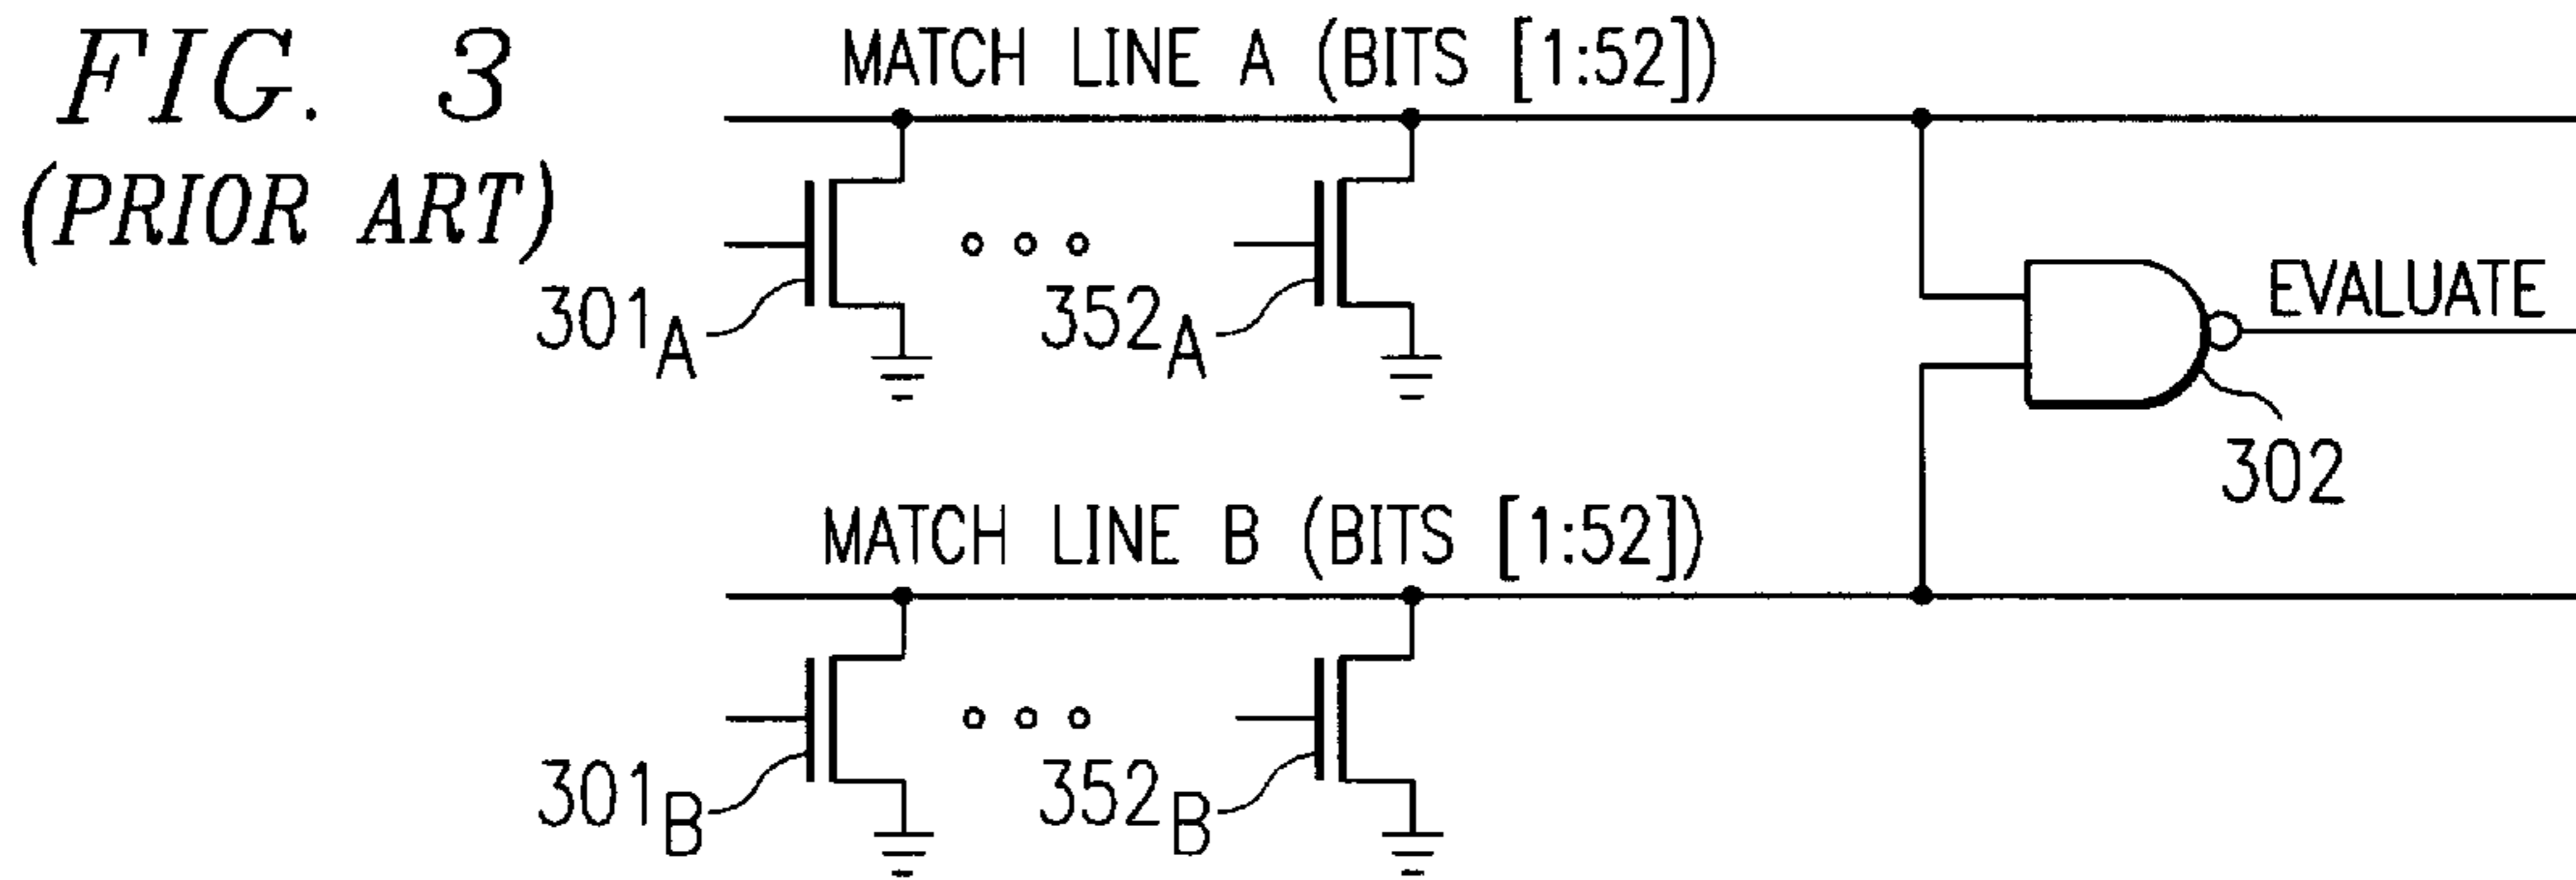 FIG. 3
(PRIOR ART)
MATCH LINE A (BITS [1:52])
301A
352A
EVALUATE
302
MATCH LINE B (BITS [1:52])
301B
352B